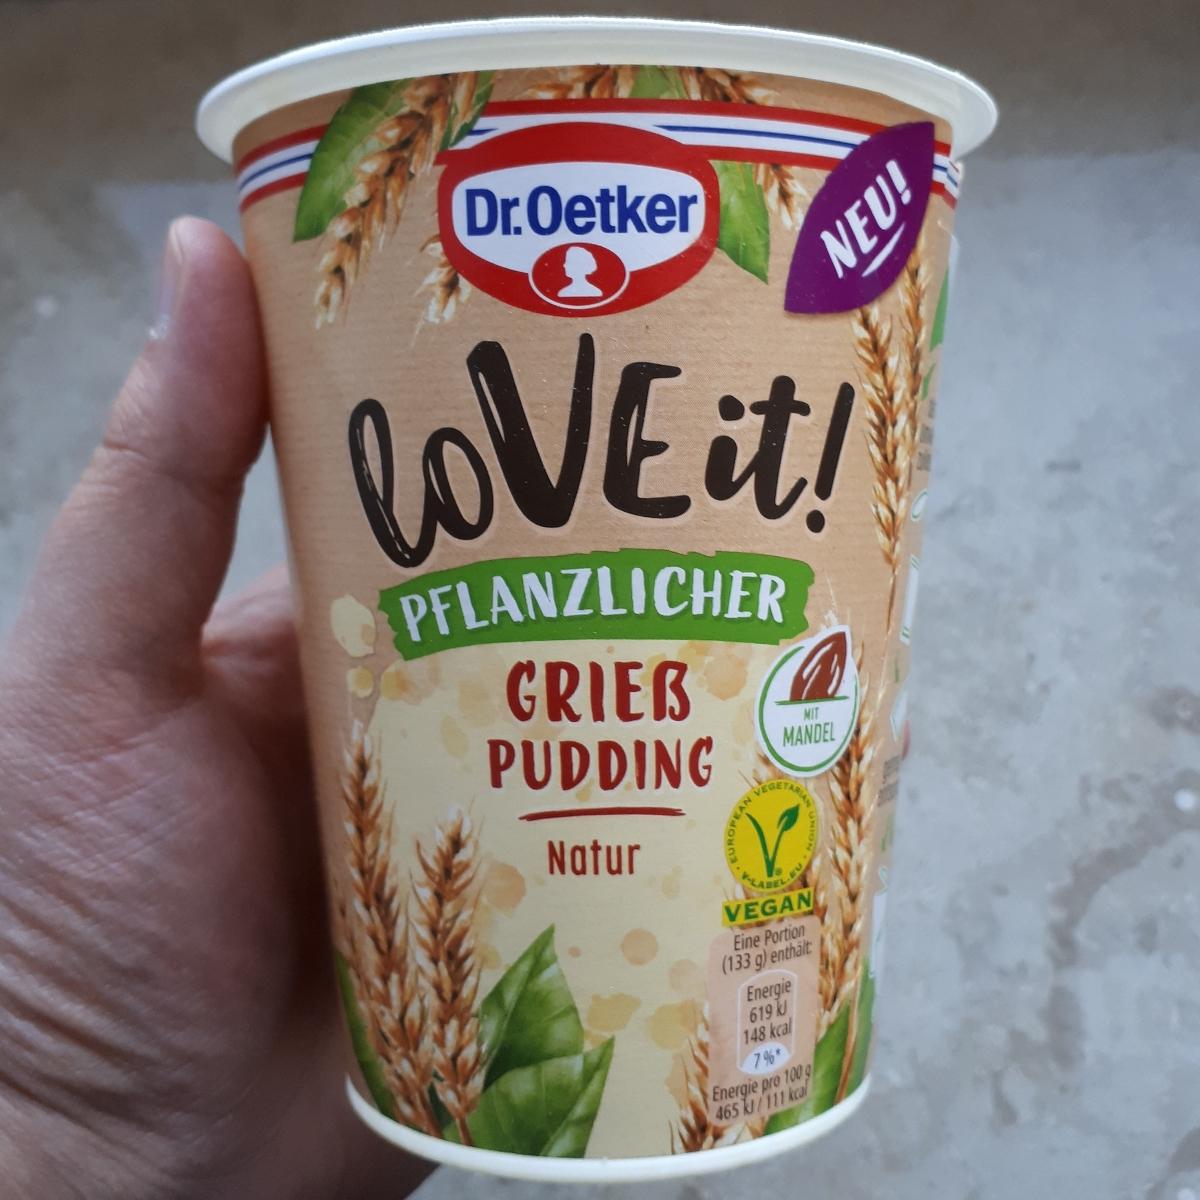 Dr. Oetker
NEU!
loVE it!
PFLANZLICHER
GRIEß
PUDDING
Natur
MIT
MANDEL
EUROPEAN VEGETARIAN UNION
V-LABEL.EU
VEGAN
Eine Portion
(133 g) enthält:
Energie
619 kJ
148 kcal
7 %*
Energie pro 100 g
465 kJ / 111 kcal